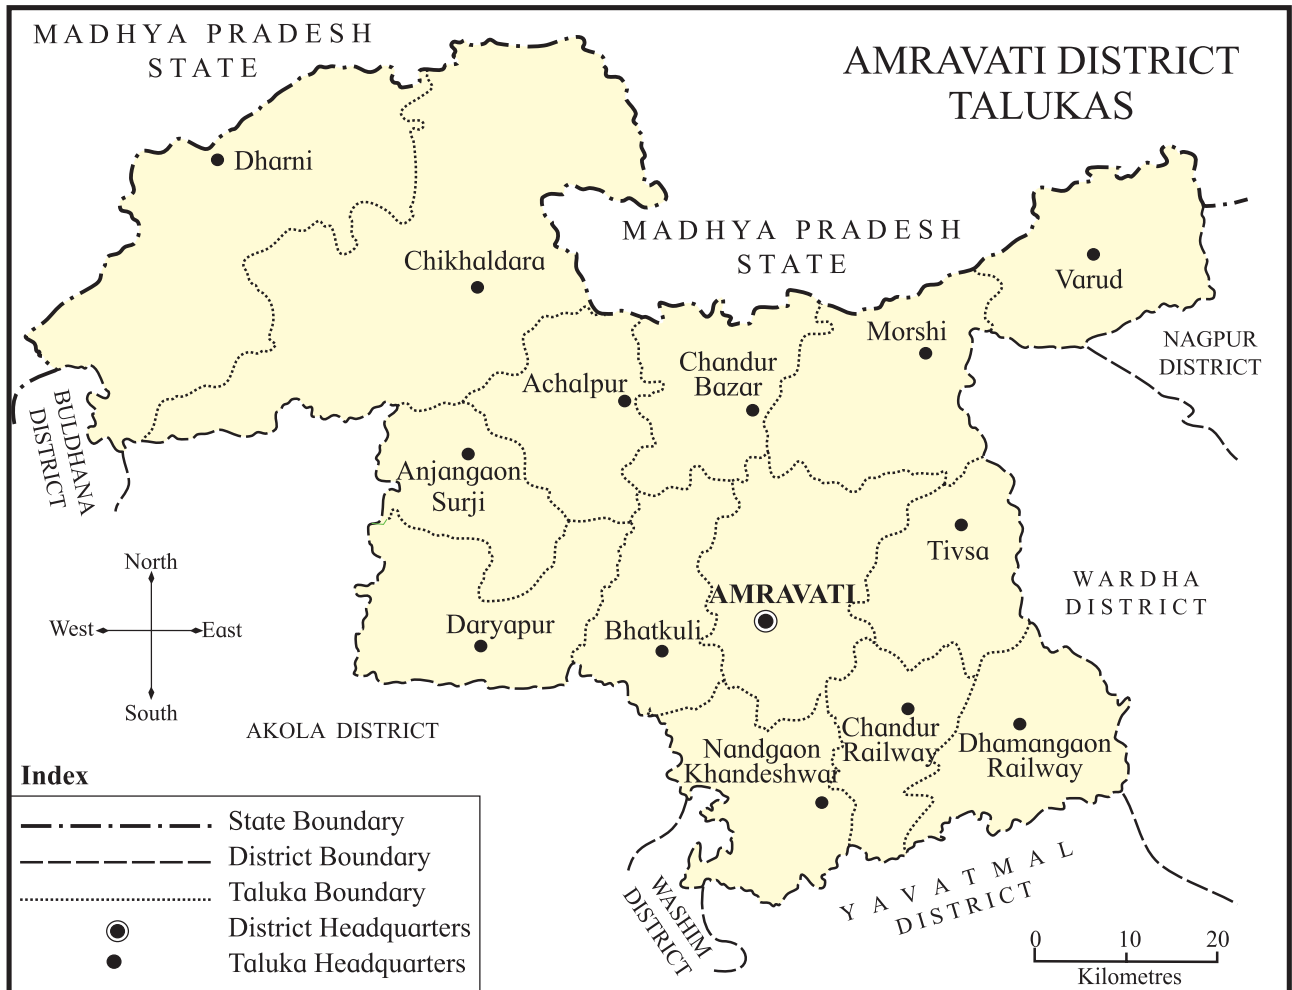 MADHYA PRADESH
STATE
AMRAVATI DISTRICT
TALUKAS
Dharni
MADHYA PRADESH
STATE
Chikhaldara
Varud
Morshi
NAGPUR
DISTRICT
Chandur
Bazar
Achalpur
BULDHANA
DISTRICT
Anjangaon
Surji
Tivsa
North
West
East
South
WARDHA
DISTRICT
AMRAVATI
Daryapur
Bhatkuli
AKOLA DISTRICT
Chandur
Railway
Nandgaon
Khandeshwar
Dhamangaon
Railway
YAVATMAL
DISTRICT
WASHIM
DISTRICT
Index
State Boundary
District Boundary
Taluka Boundary
District Headquarters
Taluka Headquarters
0 10 20
Kilometres